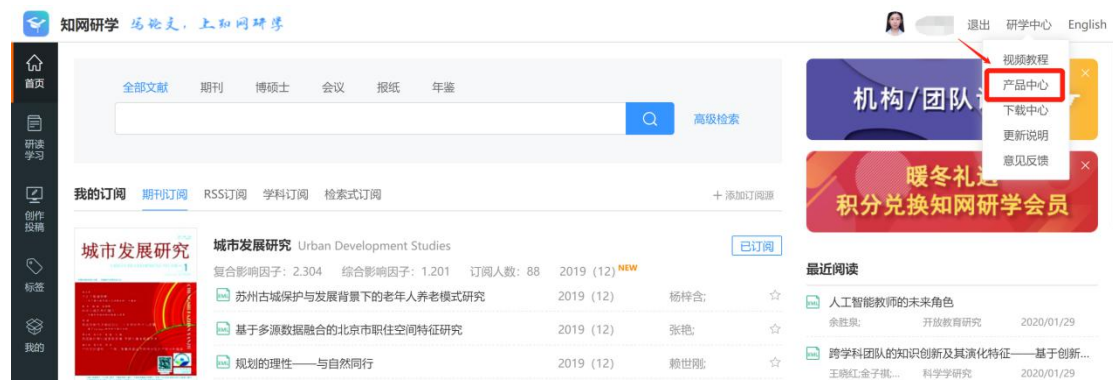 知网研学 写论文，上知网研学
退出 研学中心 English
视频教程
产品中心
下载中心
更新说明
意见反馈
首页
研读
学习
创作
投稿
标签
我的
全部文献 期刊 博硕士 会议 报纸 年鉴
高级检索
机构/团队
暖冬礼遇
积分兑换知网研学会员
我的订阅 期刊订阅 RSS订阅 学科订阅 检索式订阅 + 添加订阅源
城市发展研究
城市发展研究 Urban Development Studies 已订阅
复合影响因子：2.304 综合影响因子：1.201 订阅人数：88 2019 (12) NEW
苏州古城保护与发展背景下的老年人养老模式研究 2019 (12) 杨梓含;
基于多源数据融合的北京市职住空间特征研究 2019 (12) 张艳;
规划的理性——与自然同行 2019 (12) 赖世刚;
最近阅读
人工智能教师的未来角色
余胜泉; 开放教育研究 2020/01/29
跨学科团队的知识创新及其演化特征——基于创新...
王晓红;金子祺;... 科学学研究 2020/01/29